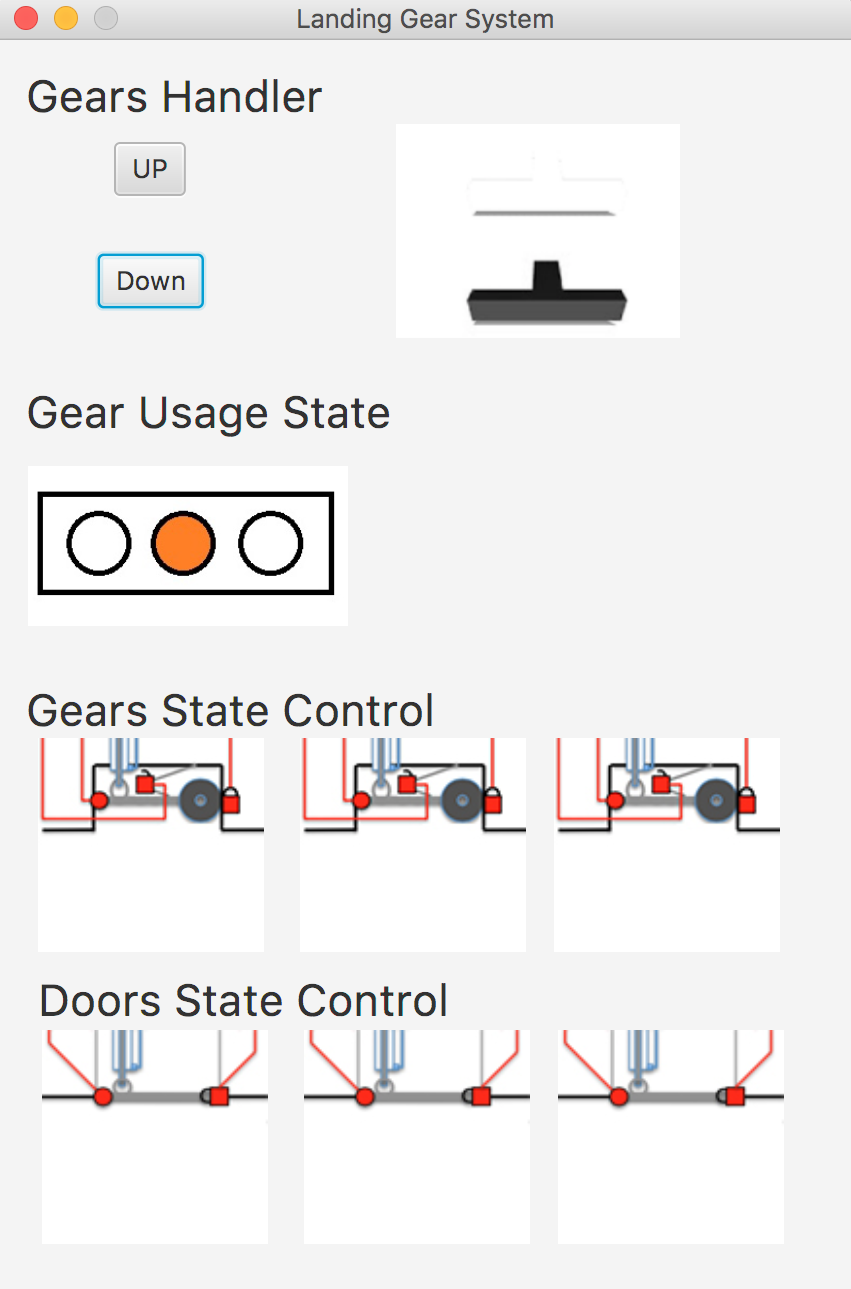 Landing Gear System
Gears Handler
UP
Down
Gear Usage State
Gears State Control
Doors State Control